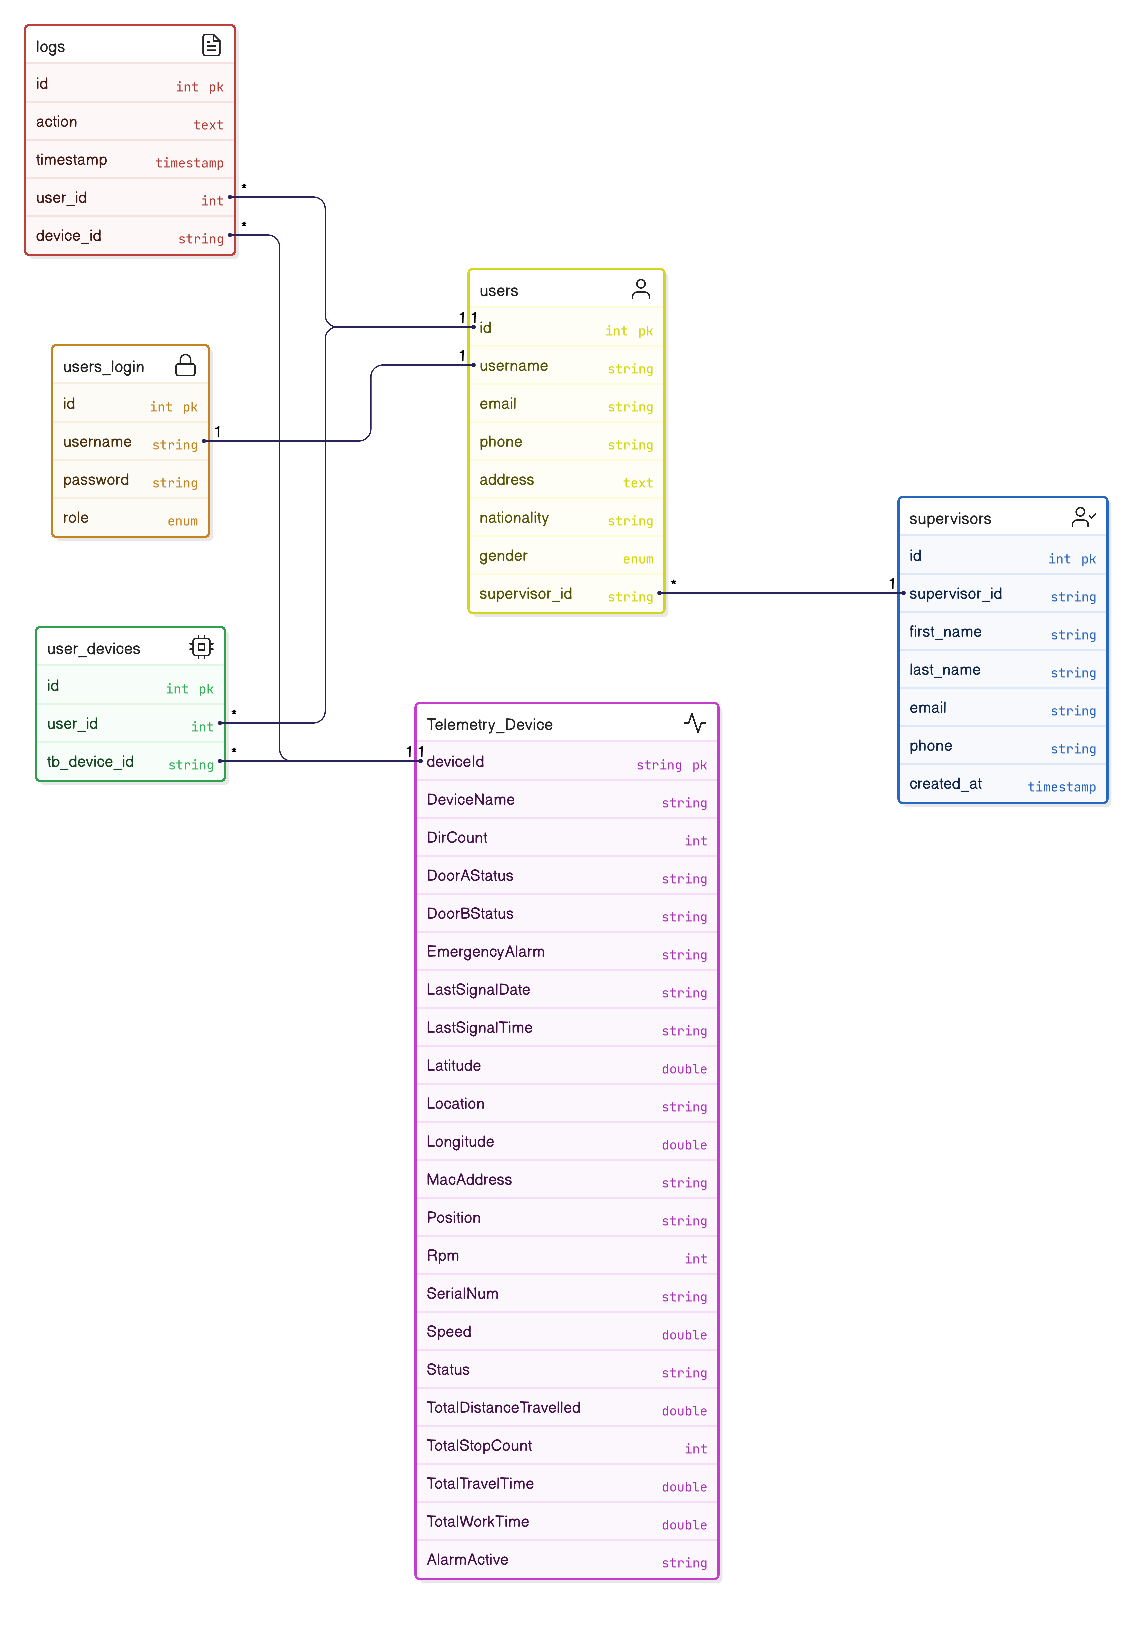 logs
id int pk
action text
timestamp timestamp
user_id int *
device_id string *
users
1 1 id int pk
1 username string
email string
phone string
address text
nationality string
gender enum
supervisor_id string *
users_login
id int pk
username string 1
password string
role enum
supervisors
id int pk
1 supervisor_id string
first_name string
last_name string
email string
phone string
created_at timestamp
user_devices
id int pk
user_id int *
tb_device_id string *
Telemetry_Device
1 1 deviceId string pk
DeviceName string
DirCount int
DoorAStatus string
DoorBStatus string
EmergencyAlarm string
LastSignalDate string
LastSignalTime string
Latitude double
Location string
Longitude double
MacAddress string
Position string
Rpm int
SerialNum string
Speed double
Status string
TotalDistanceTravelled double
TotalStopCount int
TotalTravelTime double
TotalWorkTime double
AlarmActive string